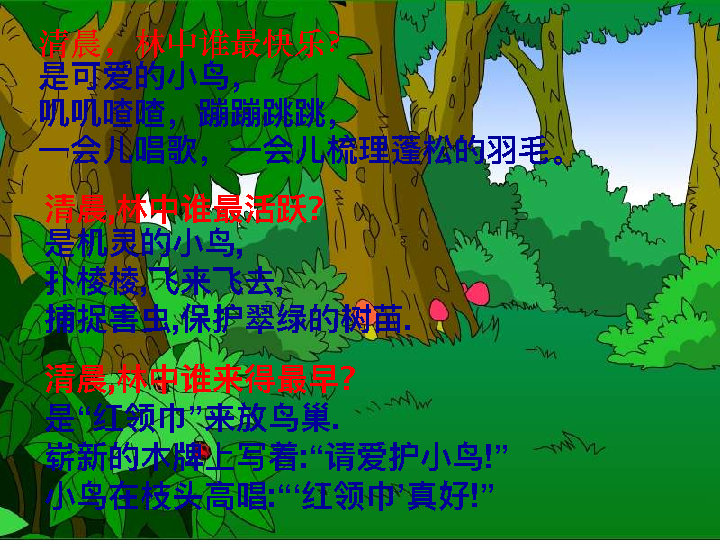 清晨，林中谁最快乐？
是可爱的小鸟，
叽叽喳喳，蹦蹦跳跳，
一会儿唱歌，一会儿梳理蓬松的羽毛。
清晨,林中谁最活跃?
是机灵的小鸟,
扑棱棱,飞来飞去,
捕捉害虫,保护翠绿的树苗.
清晨,林中谁来得最早?
是“红领巾”来放鸟巢.
崭新的木牌上写着:“请爱护小鸟!”
小鸟在枝头高唱:“‘红领巾’真好!”